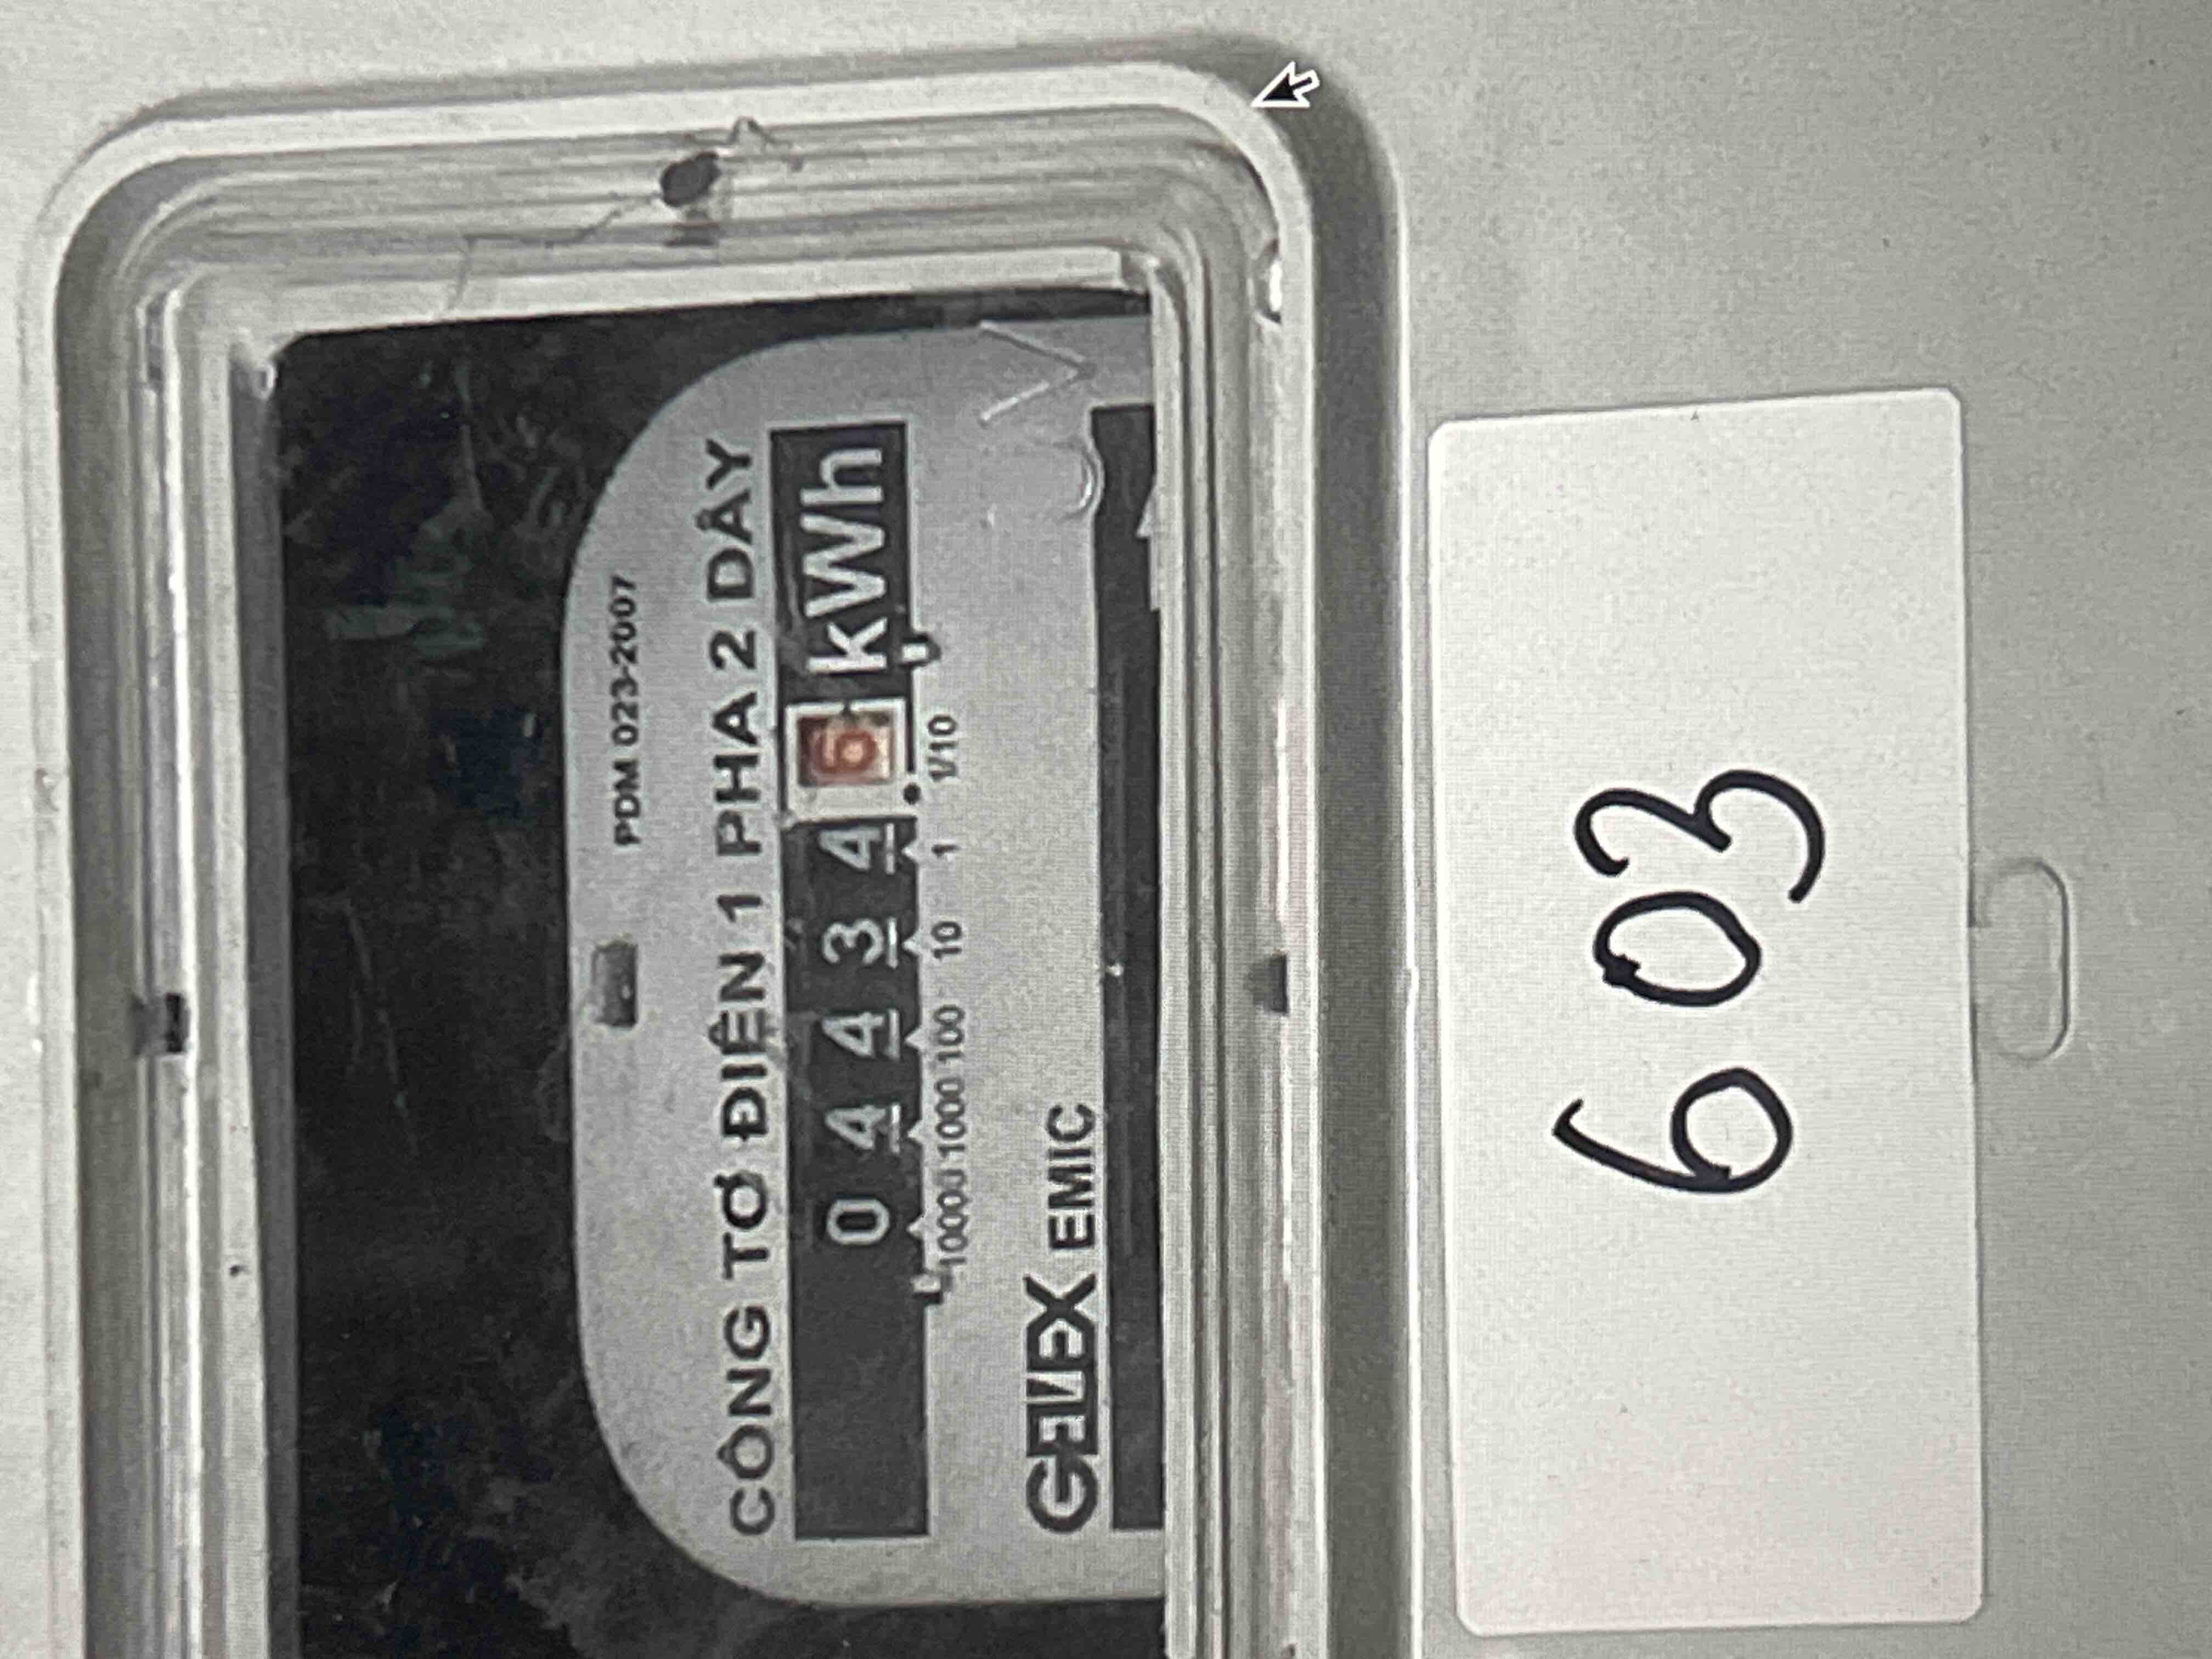 PDM 023-2007
CÔNG TƠ ĐIỆN 1 PHA 2 DÂY
0 4 4 3 4 6 kWh
10000 1000 100 10 1 1/10
GELEX EMIC
603